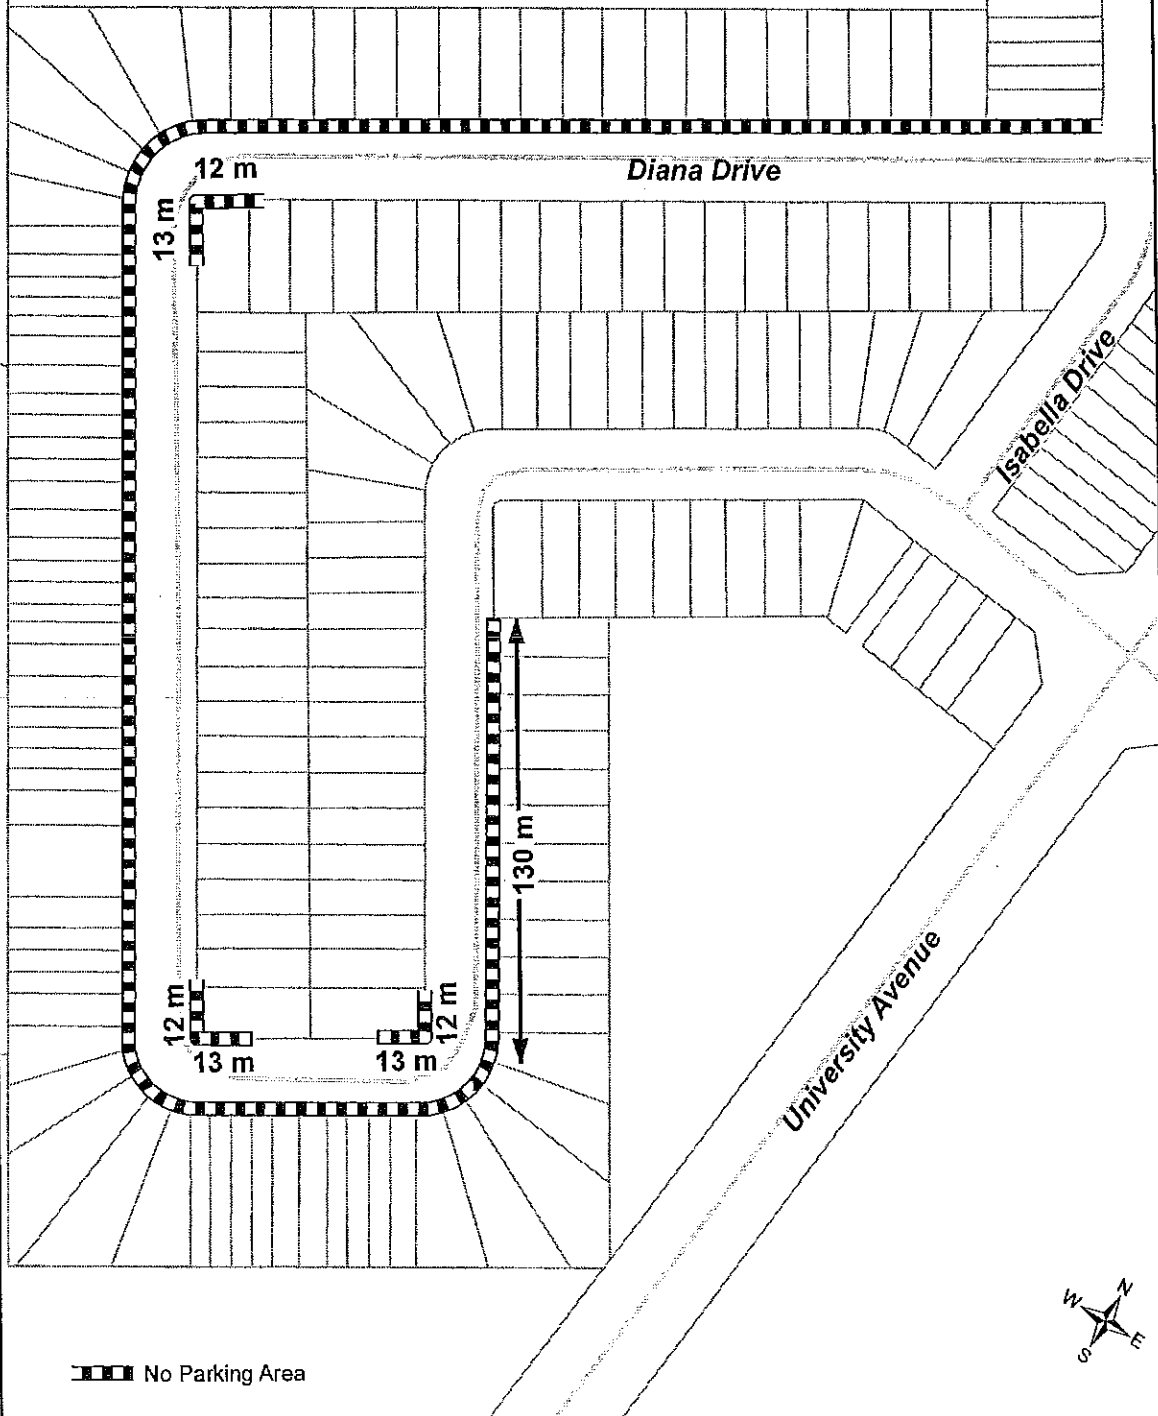 12 m
Diana Drive
13 m
Isabella Drive
130 m
12 m
12 m
13 m
13 m
University Avenue
N
W
E
S
No Parking Area